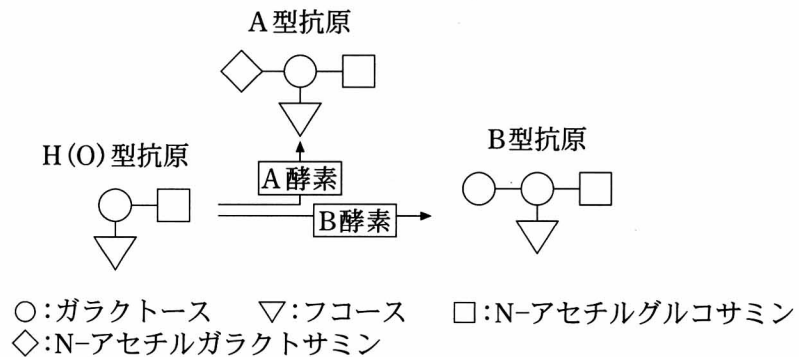 A型抗原
H(O)型抗原
B型抗原
A酵素
B酵素
○:ガラクトース ▽:フコース □:N-アセチルグルコサミン
◇:N-アセチルガラクトサミン